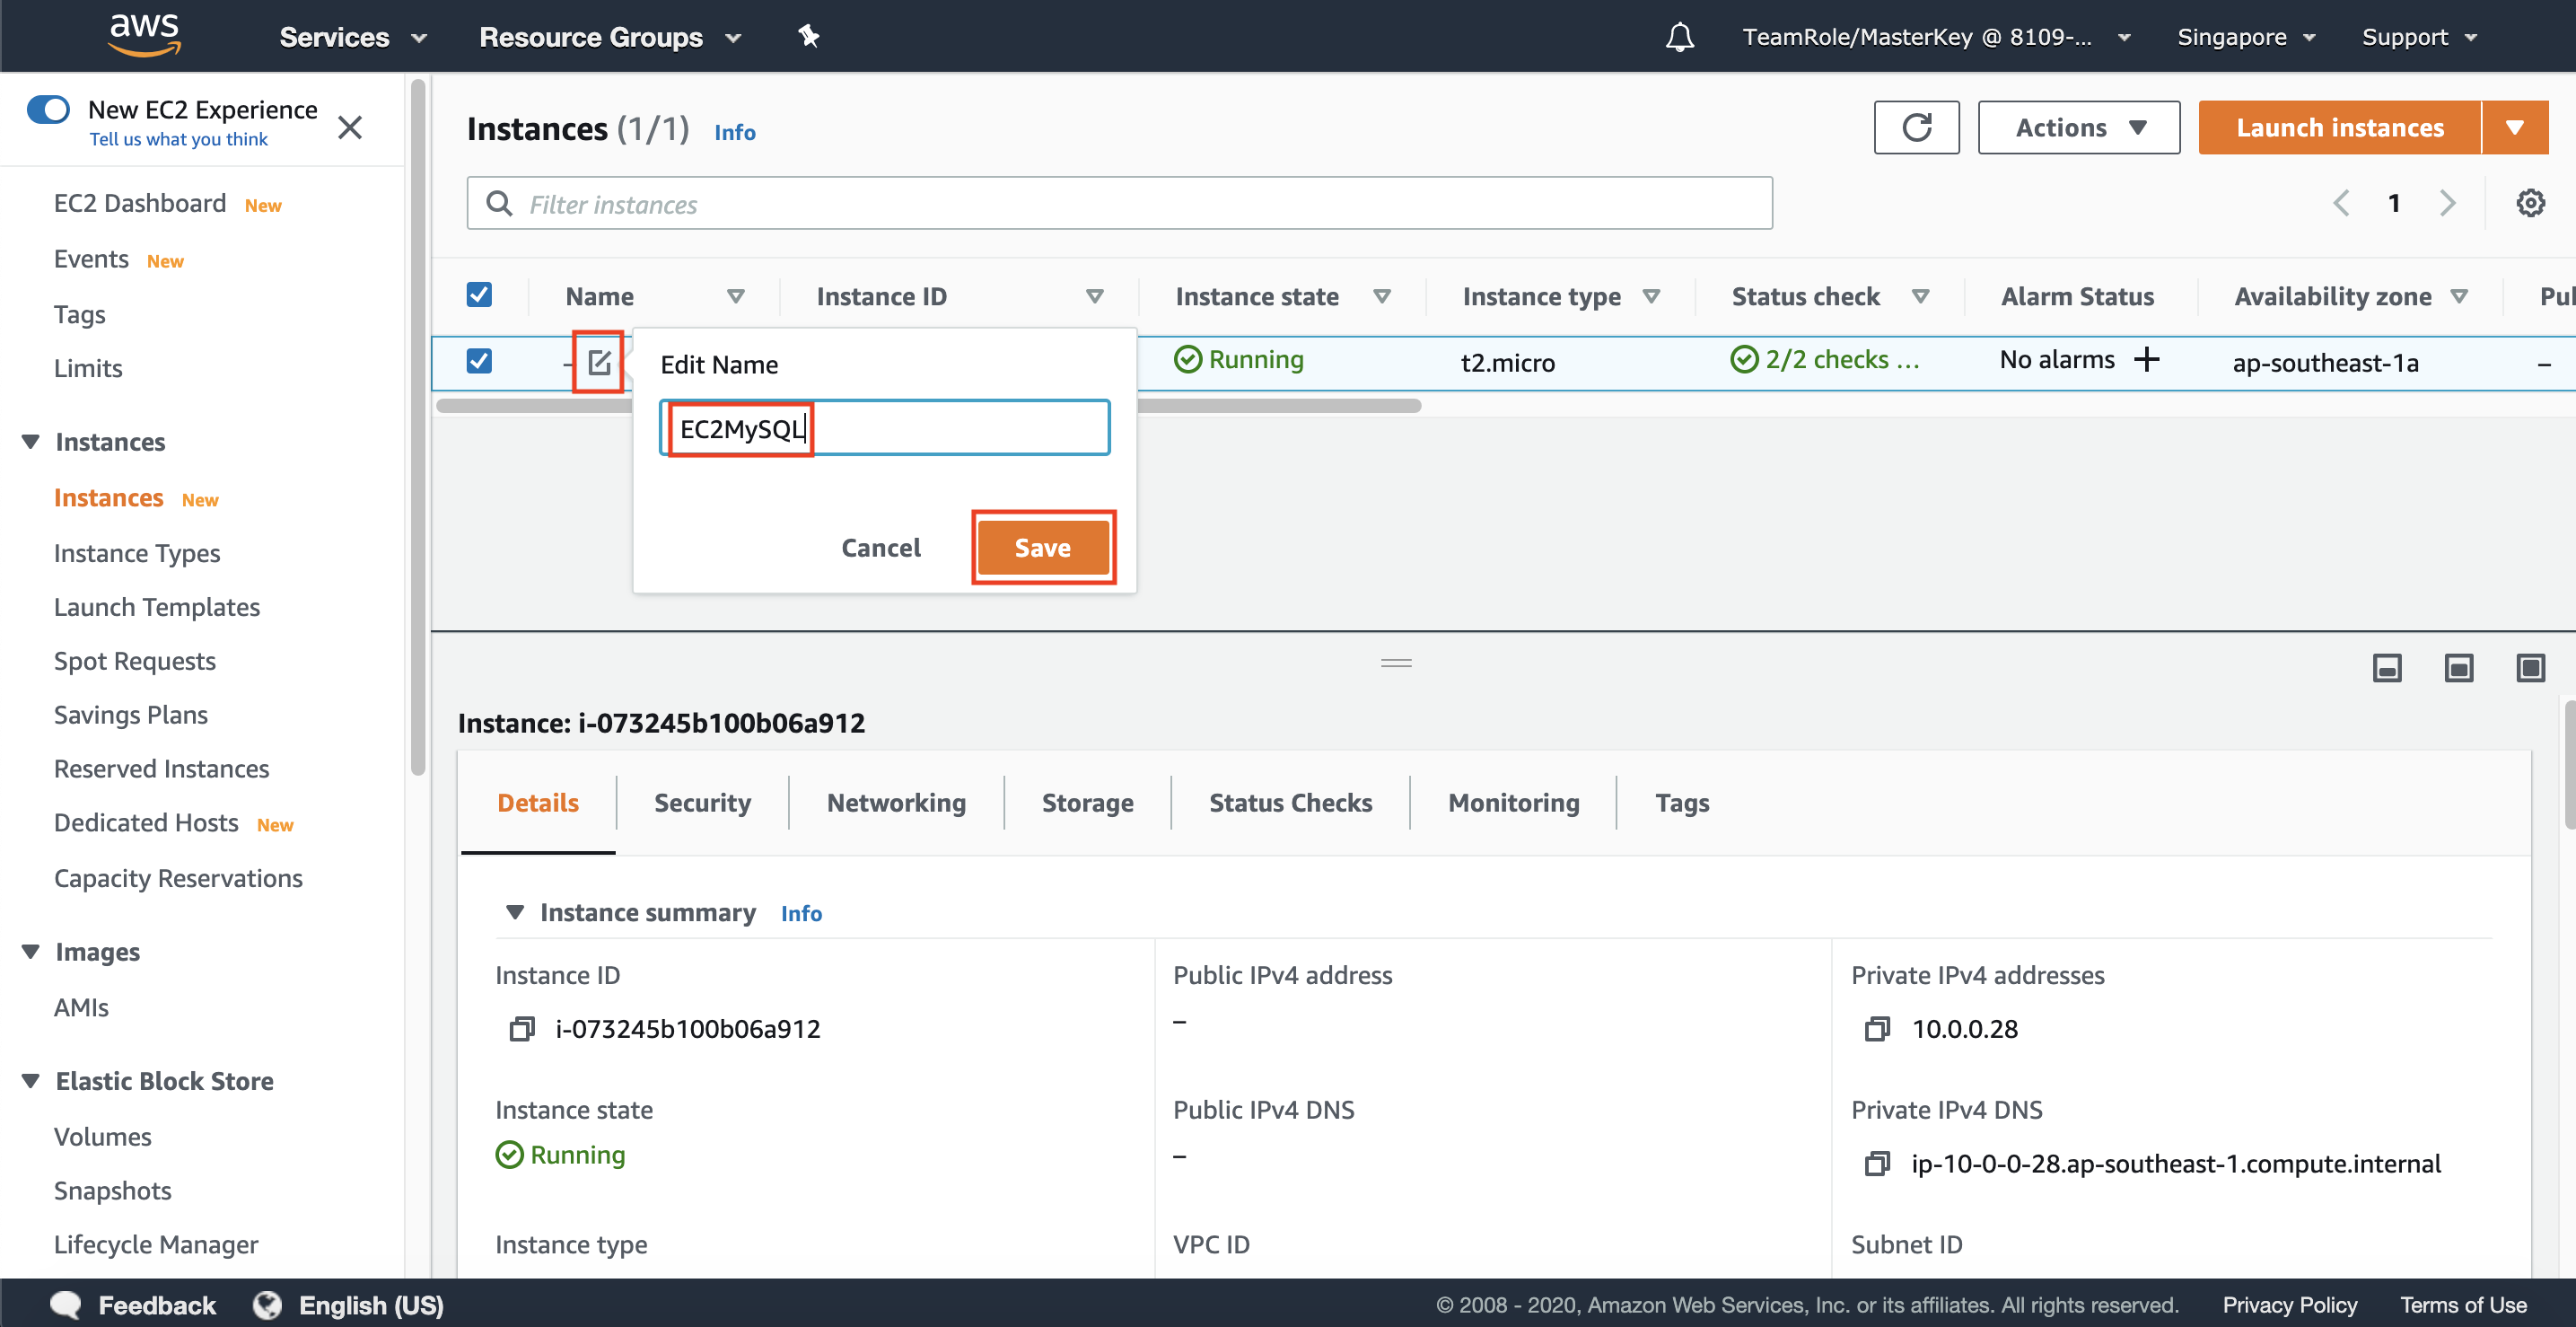 aws
Services
Resource Groups
TeamRole/MasterKey @ 8109-...
Singapore
Support
New EC2 Experience
Tell us what you think
EC2 Dashboard New
Events New
Tags
Limits
Instances
Instances New
Instance Types
Launch Templates
Spot Requests
Savings Plans
Reserved Instances
Dedicated Hosts New
Capacity Reservations
Images
AMIs
Elastic Block Store
Volumes
Snapshots
Lifecycle Manager
Instances (1/1) Info
Actions
Launch instances
Filter instances
1
Name Instance ID Instance state Instance type Status check Alarm Status Availability zone Pu
– Running t2.micro 2/2 checks ... No alarms + ap-southeast-1a –
Edit Name
EC2MySQL
Cancel Save
Instance: i-073245b100b06a912
Details Security Networking Storage Status Checks Monitoring Tags
Instance summary Info
Instance ID Public IPv4 address Private IPv4 addresses
i-073245b100b06a912 – 10.0.0.28
Instance state Public IPv4 DNS Private IPv4 DNS
Running – ip-10-0-0-28.ap-southeast-1.compute.internal
Instance type VPC ID Subnet ID
Feedback English (US) © 2008 - 2020, Amazon Web Services, Inc. or its affiliates. All rights reserved. Privacy Policy Terms of Use